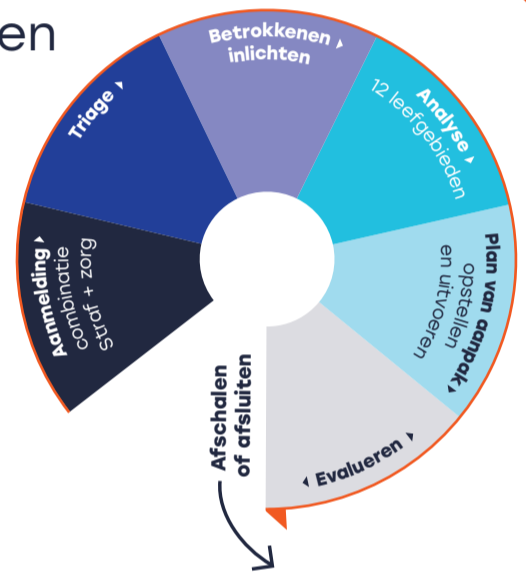 en
Aanmelding
combinatie
straf + zorg
Triage
Betrokkenen
inlichten
Analyse
12 leefgebieden
Plan van aanpak
opstellen
en uitvoeren
Evalueren
Afschalen
of afsluiten